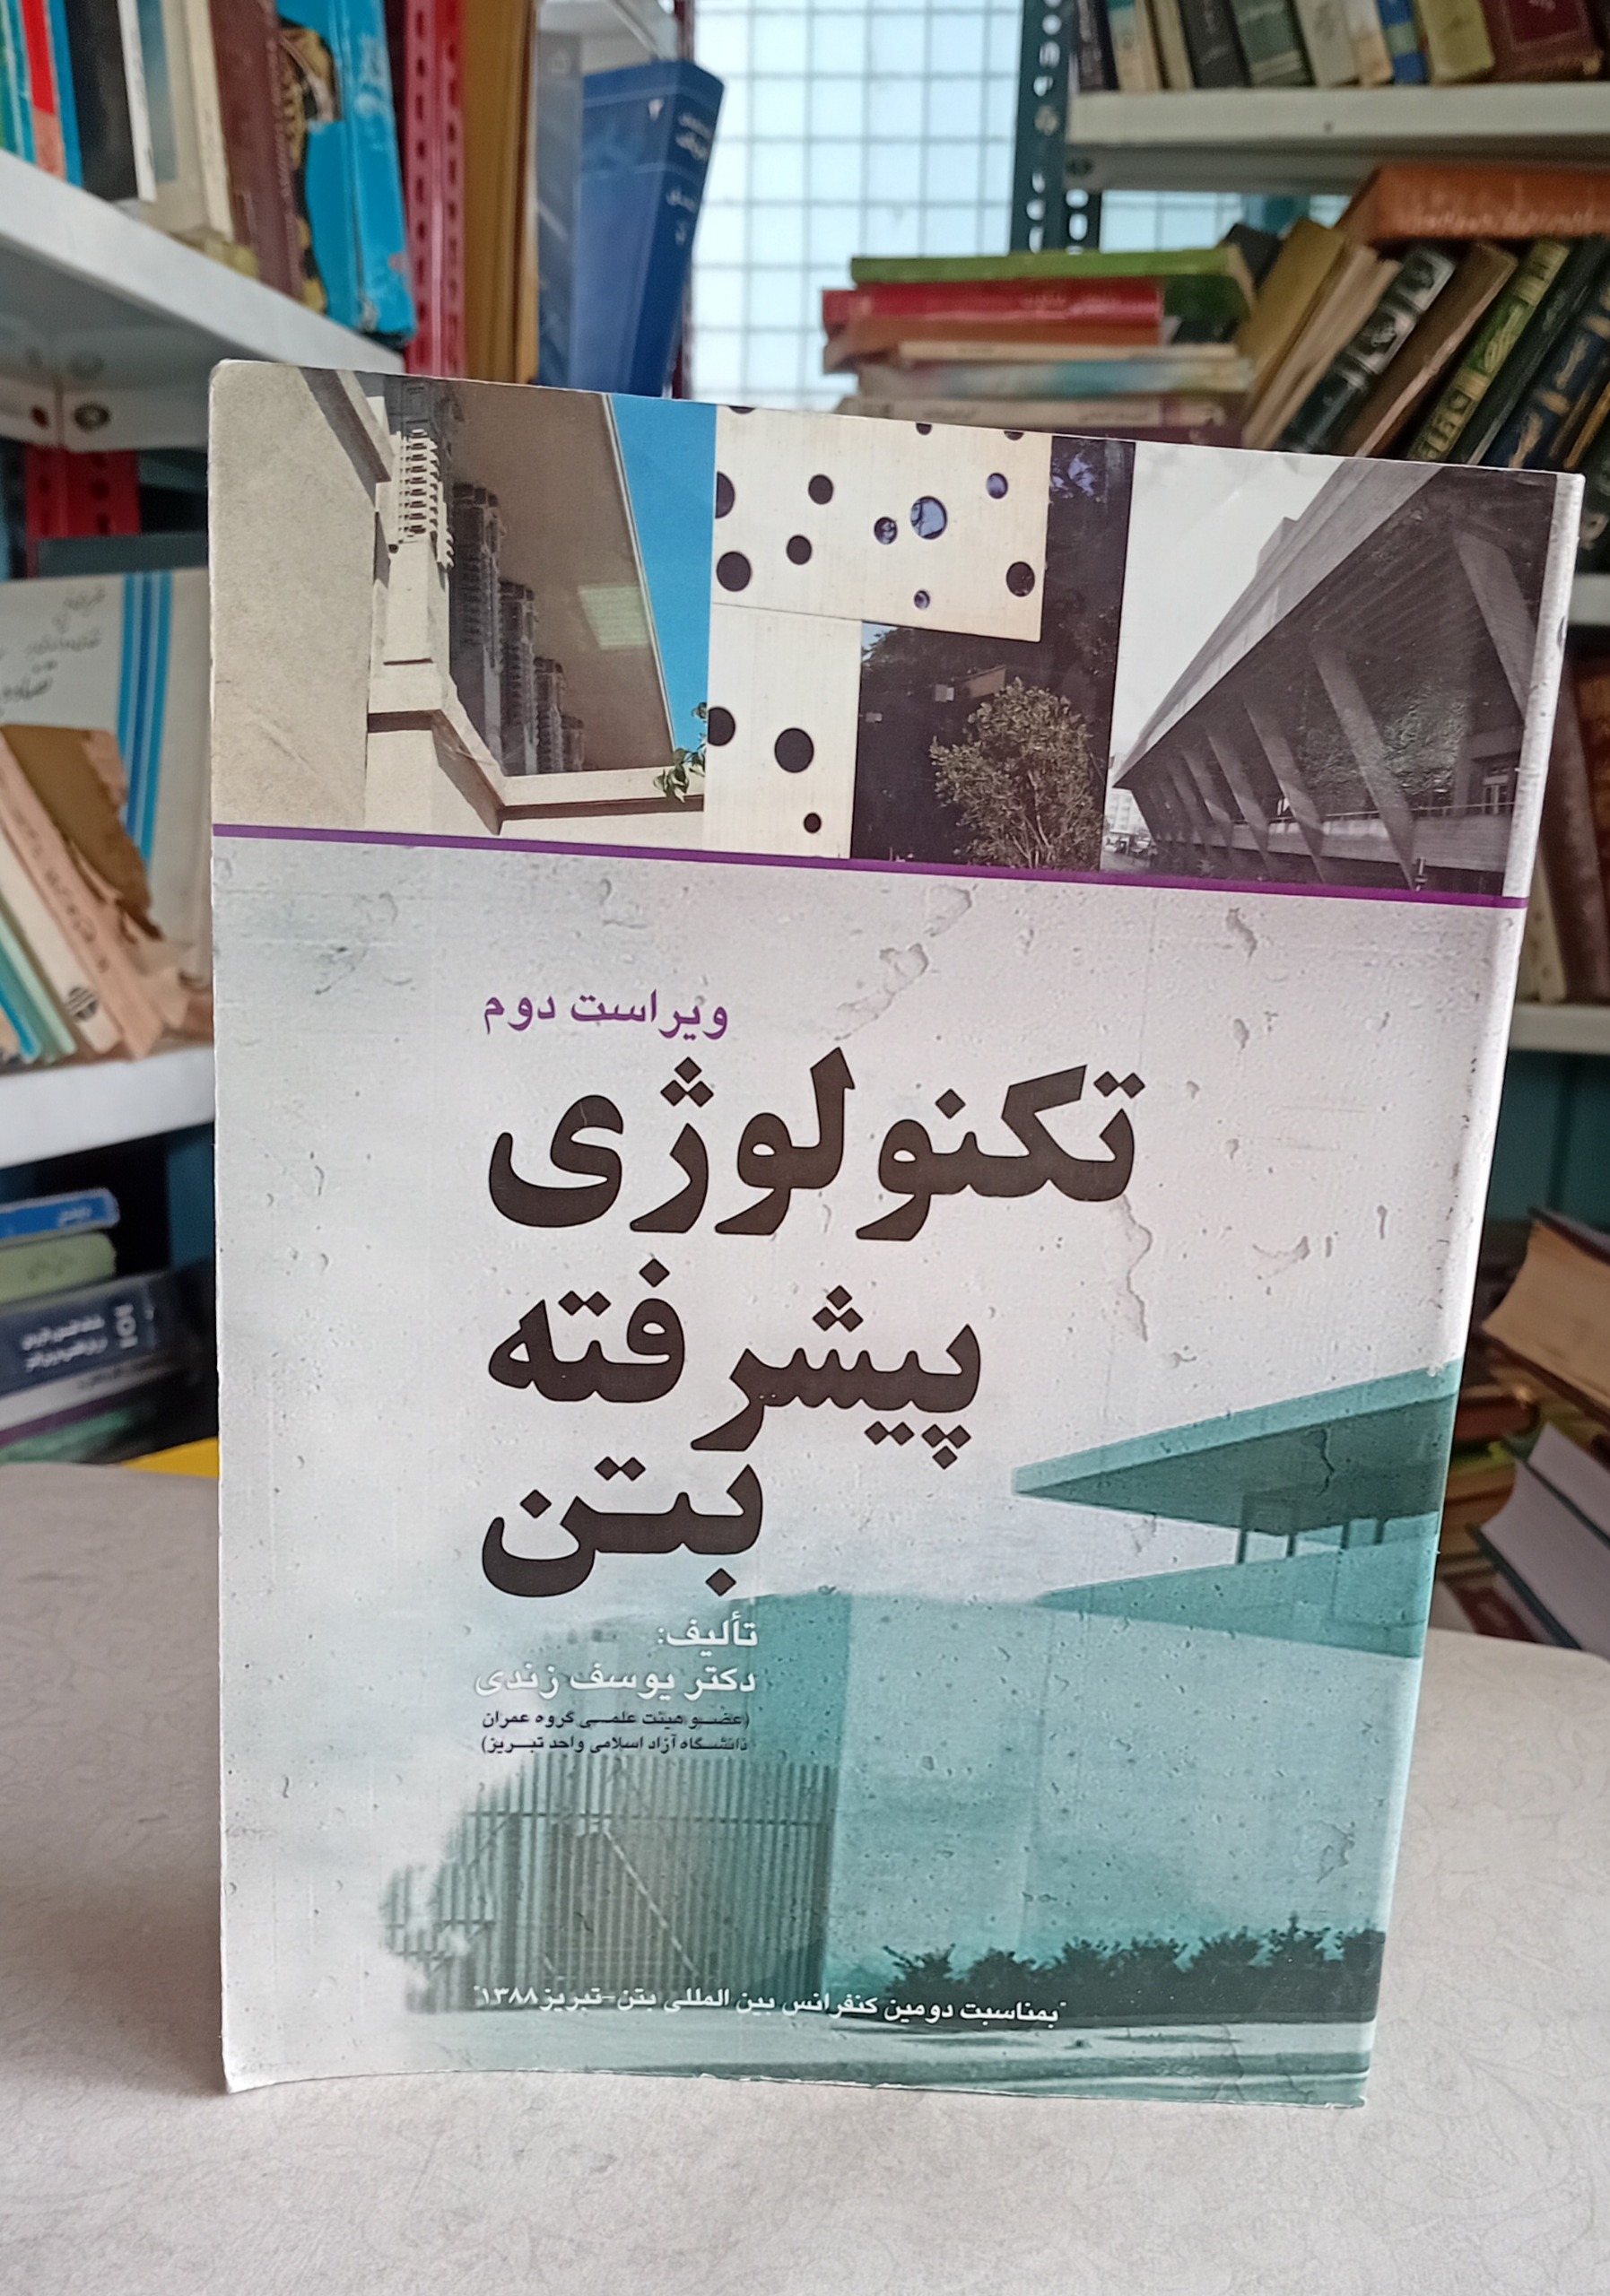 ویراست دوم
تکنولوژی
پیشرفته
بتن
تألیف:
دکتر یوسف زندی
(عضو هیئت علمی گروه عمران
دانشگاه آزاد اسلامی واحد تبریز)
"بمناسبت دومین کنفرانس بین المللی بتن-تبریز ۱۳۸۸"